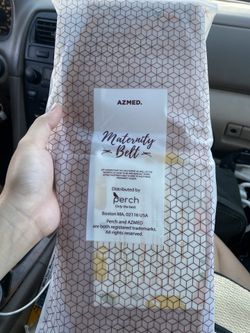 AZMED.
Maternity
Belt
Distributed by
perch
Only the best
Boston MA. 02116 USA
Perch and AZMED
are both registered trademarks.
All rights reserved.